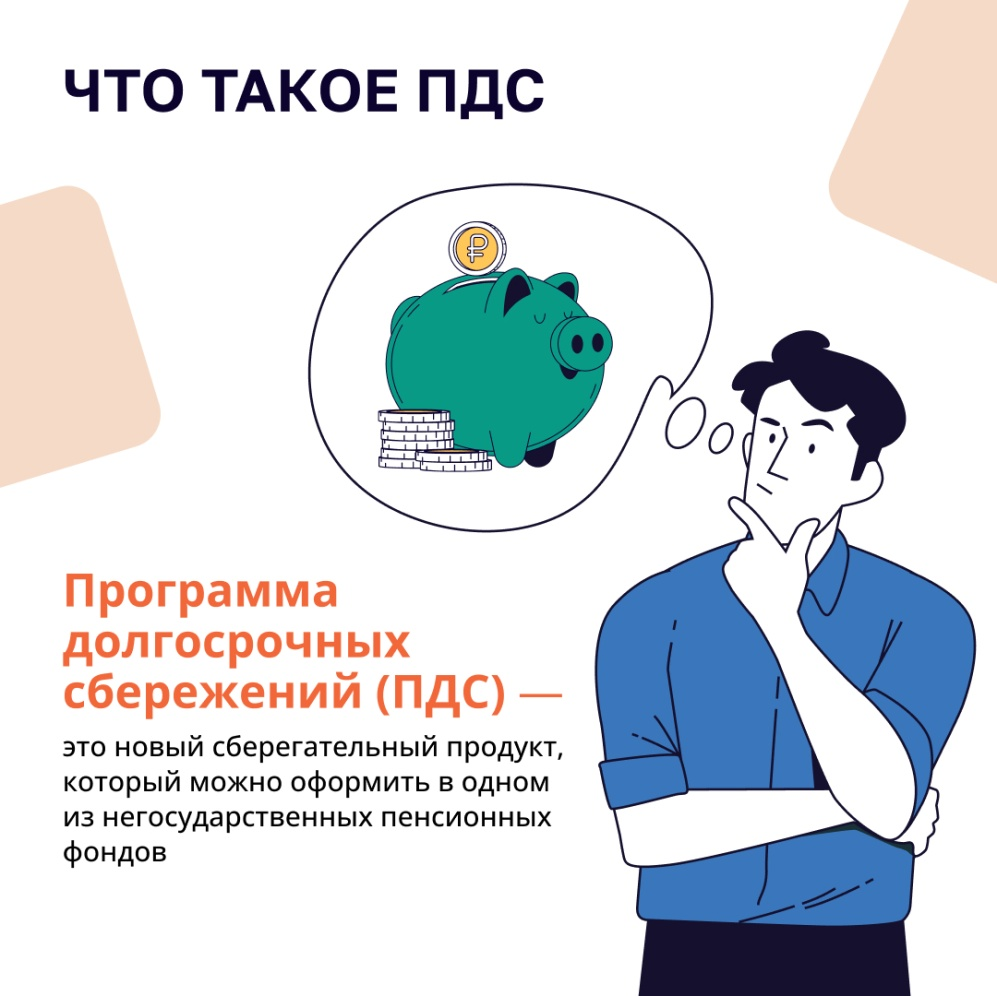 ЧТО ТАКОЕ ПДС
Программа
долгосрочных
сбережений (ПДС) —
это новый сберегательный продукт,
который можно оформить в одном
из негосударственных пенсионных
фондов